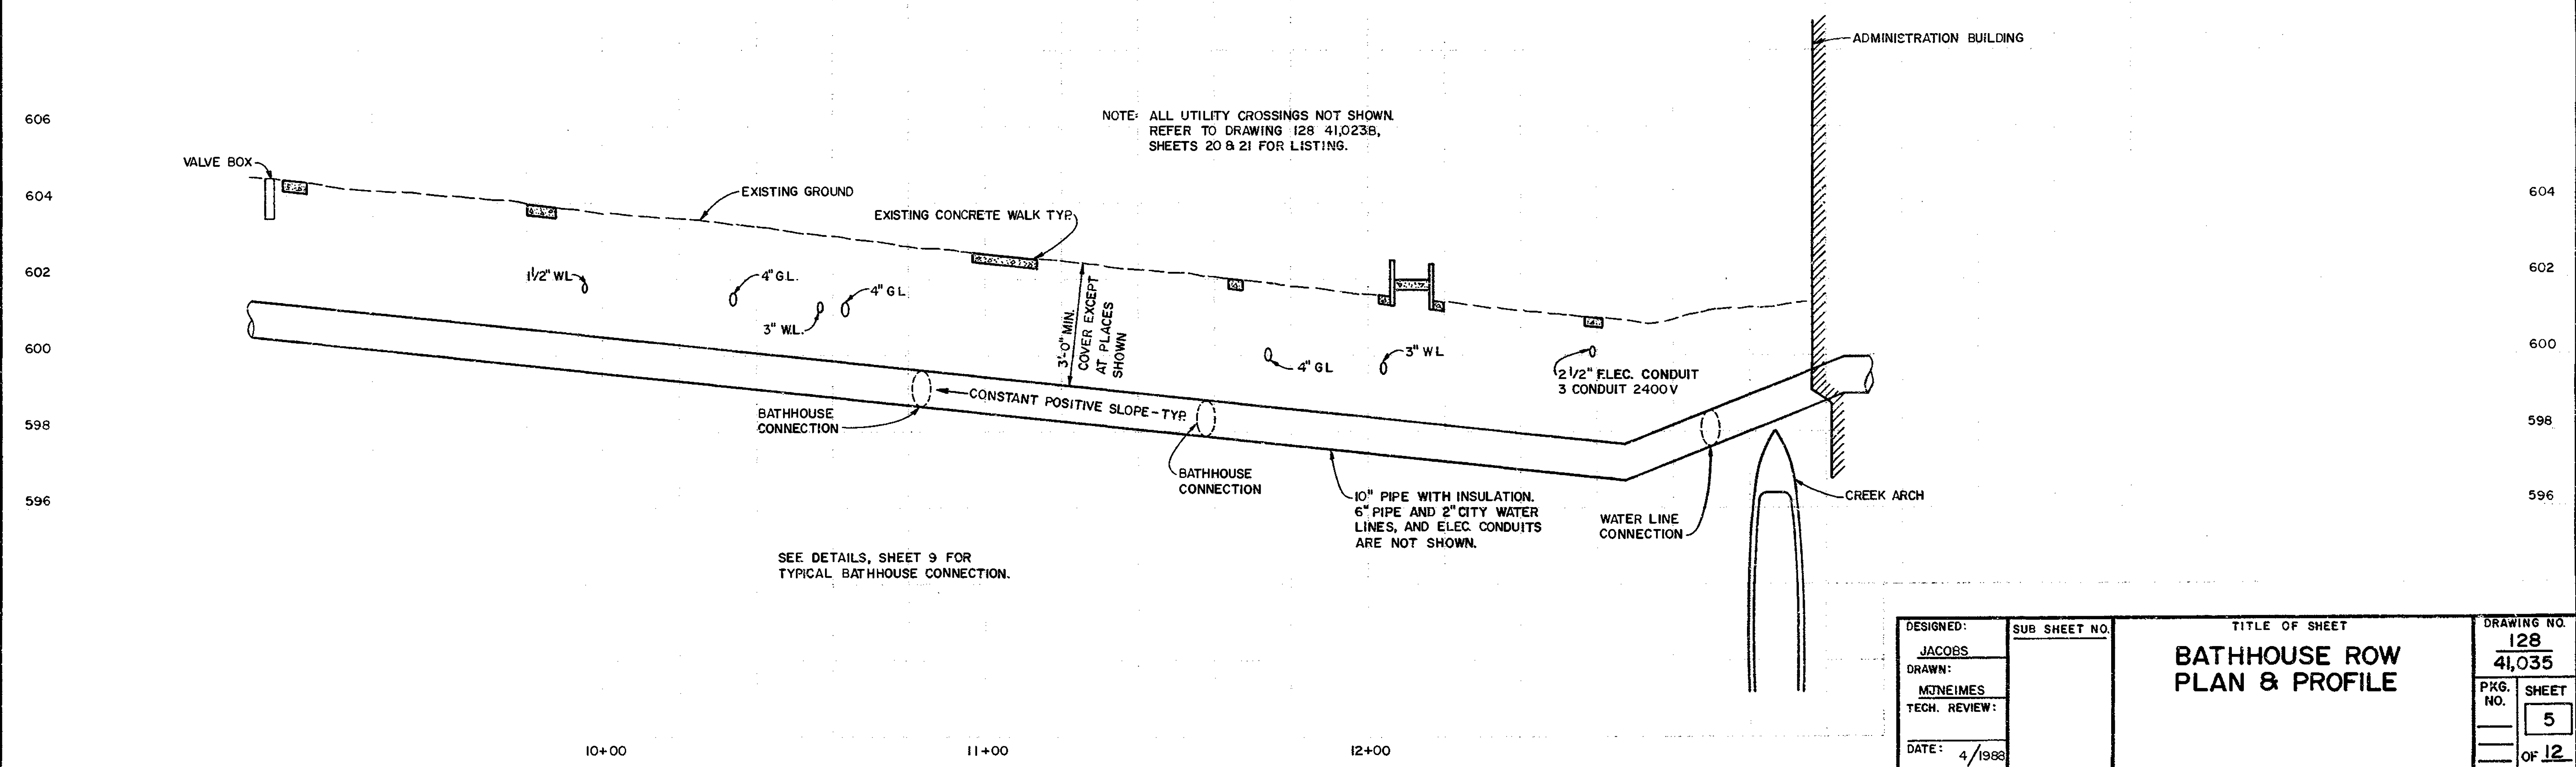 ADMINISTRATION BUILDING
606
NOTE: ALL UTILITY CROSSINGS NOT SHOWN.
REFER TO DRAWING 128 41,023B,
SHEETS 20 & 21 FOR LISTING.
VALVE BOX
604
EXISTING GROUND
604
EXISTING CONCRETE WALK TYP.
602
1 1/2" WL
4" G.L.
4" GL
3" W.L.
602
3'-0" MIN.
COVER EXCEPT
AT PLACES
SHOWN
600
4" GL
3" WL
2 1/2" ELEC. CONDUIT
3 CONDUIT 2400V
600
CONSTANT POSITIVE SLOPE-TYP.
BATHHOUSE
CONNECTION
598
598
BATHHOUSE
CONNECTION
596
10" PIPE WITH INSULATION.
6" PIPE AND 2" CITY WATER
LINES, AND ELEC. CONDUITS
ARE NOT SHOWN.
WATER LINE
CONNECTION
CREEK ARCH
596
SEE DETAILS, SHEET 9 FOR
TYPICAL BATHHOUSE CONNECTION.
10+00
11+00
12+00
DESIGNED:
JACOBS
DRAWN:
MJNEIMES
TECH. REVIEW:
DATE: 4/1988
SUB SHEET NO.
TITLE OF SHEET
BATHHOUSE ROW
PLAN & PROFILE
DRAWING NO.
128
41,035
PKG.
NO.
SHEET
5
OF 12